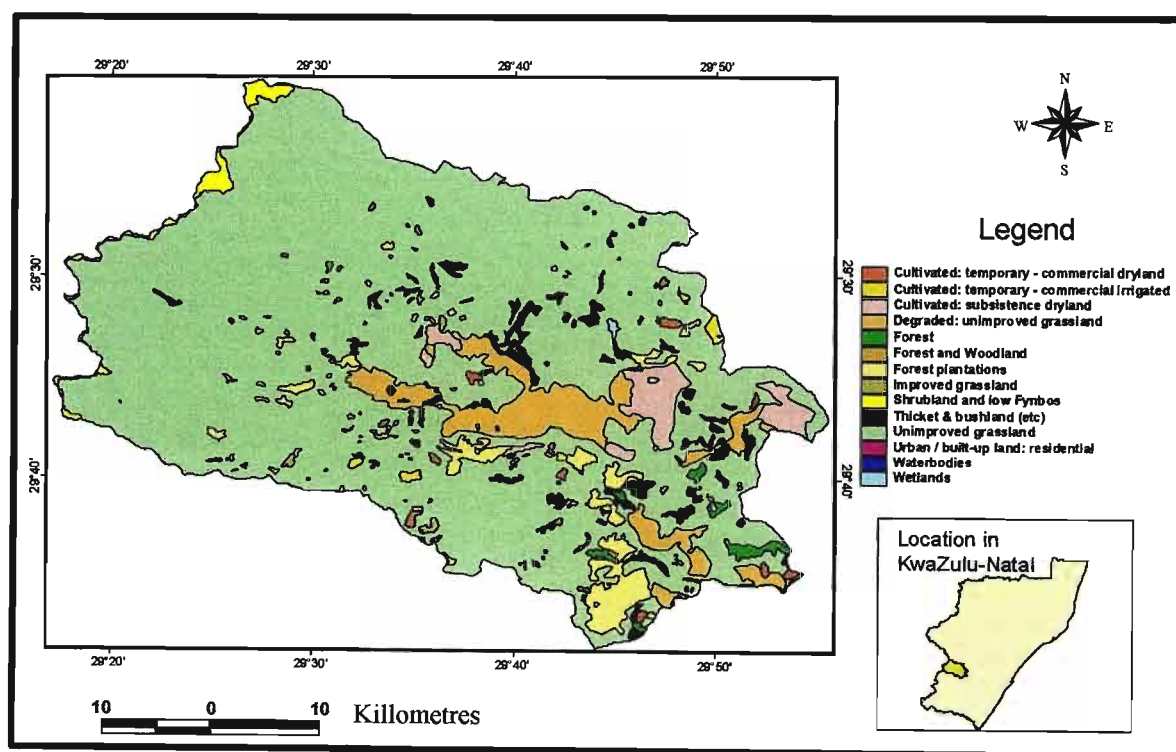 29°20' 29°30' 29°40' 29°50'
N
W E
S
29°30' 29°30'
29°40' 29°40'
29°20' 29°30' 29°40' 29°50'
10 0 10 Killometres
Legend
Cultivated: temporary - commercial dryland
Cultivated: temporary - commercial irrigated
Cultivated: subsistence dryland
Degraded: unimproved grassland
Forest
Forest and Woodland
Forest plantations
Improved grassland
Shrubland and low Fynbos
Thicket & bushland (etc)
Unimproved grassland
Urban / built-up land: residential
Waterbodies
Wetlands
Location in
KwaZulu-Natal